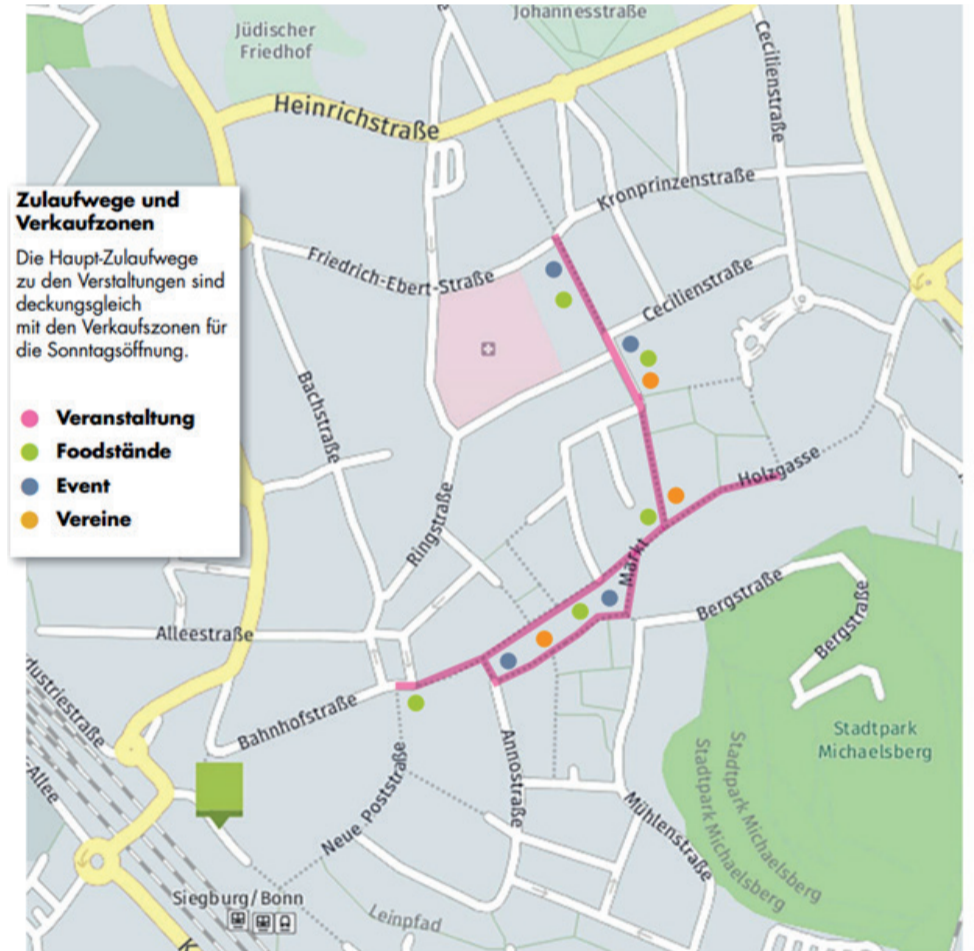 Johannesstraße
Jüdischer
Friedhof
Cecilienstraße
Heinrichstraße
Kronprinzenstraße
Zulaufwege und
Verkaufzonen
Die Haupt-Zulaufwege
zu den Verstaltungen sind
deckungsgleich
mit den Verkaufszonen für
die Sonntagsöffnung.
Veranstaltung
Foodstände
Event
Vereine
Friedrich-Ebert-Straße
Cecilienstraße
Bachstraße
Holzgasse
Ringstraße
Markt
Bergstraße
Bergstraße
Alleestraße
dustriestraße
-Allee
Bahnhofstraße
Neue Poststraße
Annostraße
Mühlenstraße
Stadtpark
Michaelsberg
Stadtpark Michaelsberg
Stadtpark Michaelsberg
Siegburg/Bonn
Leinpfad
K